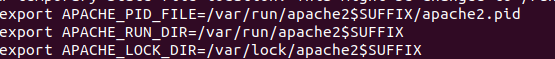 export APACHE_PID_FILE=/var/run/apache2$SUFFIX/apache2.pid
export APACHE_RUN_DIR=/var/run/apache2$SUFFIX
export APACHE_LOCK_DIR=/var/lock/apache2$SUFFIX